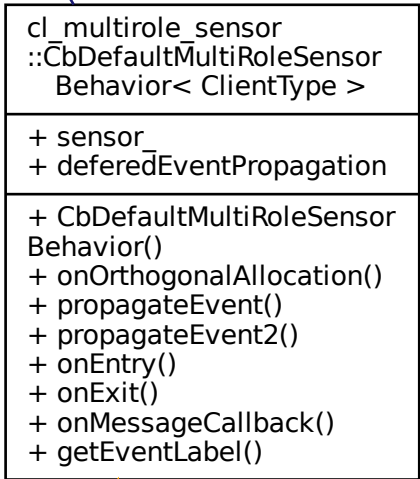 cl_multirole_sensor
::CbDefaultMultiRoleSensor
Behavior< ClientType >
+ sensor_
+ deferedEventPropagation
+ CbDefaultMultiRoleSensor
Behavior()
+ onOrthogonalAllocation()
+ propagateEvent()
+ propagateEvent2()
+ onEntry()
+ onExit()
+ onMessageCallback()
+ getEventLabel()